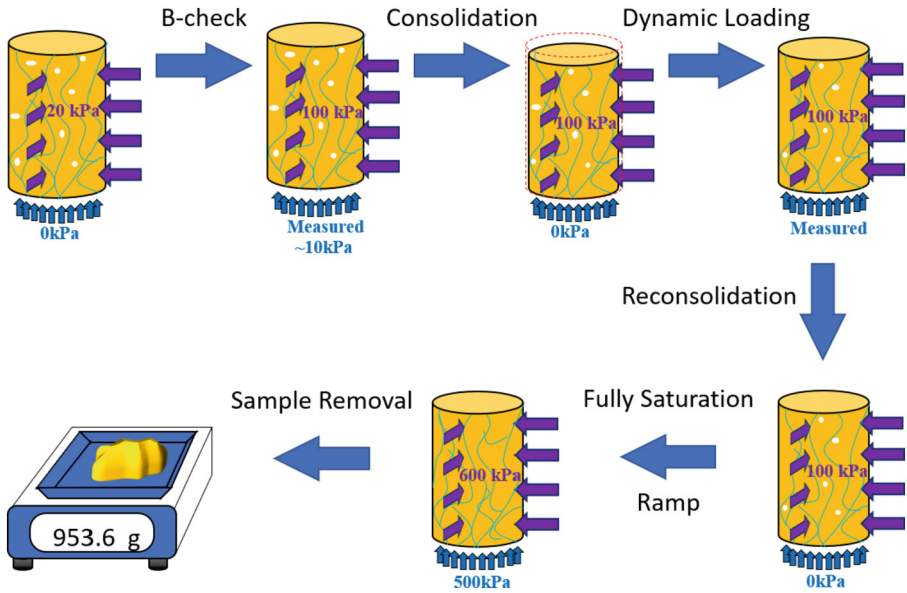 B-check
Consolidation
Dynamic Loading
20 kPa
100 kPa
100 kPa
100 kPa
0kPa
Measured
~10kPa
0kPa
Measured
Reconsolidation
Sample Removal
Fully Saturation
Ramp
600 kPa
100 kPa
953.6 g
500kPa
0kPa